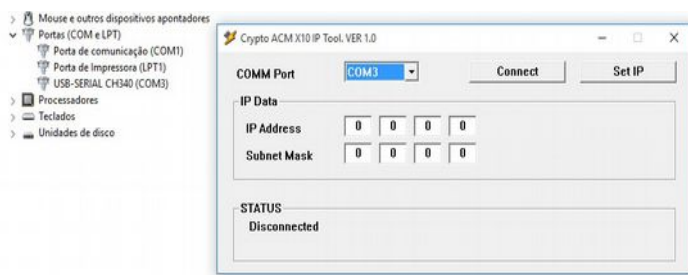 Mouse e outros dispositivos apontadores
Portas (COM e LPT)
Porta de comunicação (COM1)
Porta de Impressora (LPT1)
USB-SERIAL CH340 (COM3)
Processadores
Teclados
Unidades de disco
Crypto ACM X10 IP Tool. VER 1.0
COMM Port COM3 Connect Set IP
IP Data
IP Address 0 0 0 0
Subnet Mask 0 0 0 0
STATUS
Disconnected